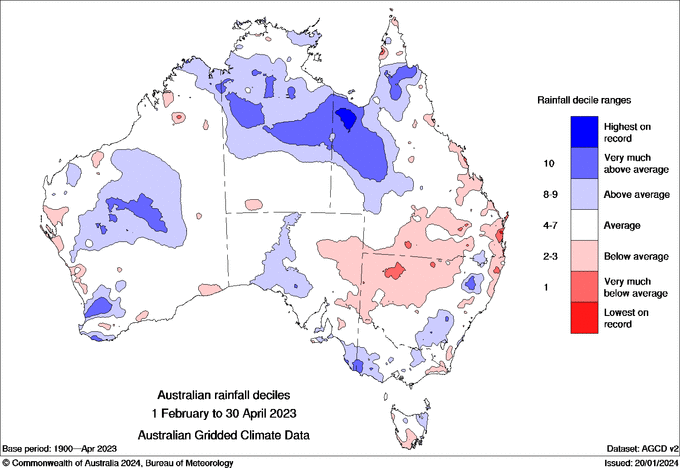 Rainfall decile ranges
Highest on
record
10 Very much
above average
8-9 Above average
4-7 Average
2-3 Below average
1 Very much
below average
Lowest on
record
Australian rainfall deciles
1 February to 30 April 2023
Australian Gridded Climate Data
Base period: 1900—Apr 2023
Dataset: AGCD v2
© Commonwealth of Australia 2024, Bureau of Meteorology
Issued: 20/01/2024